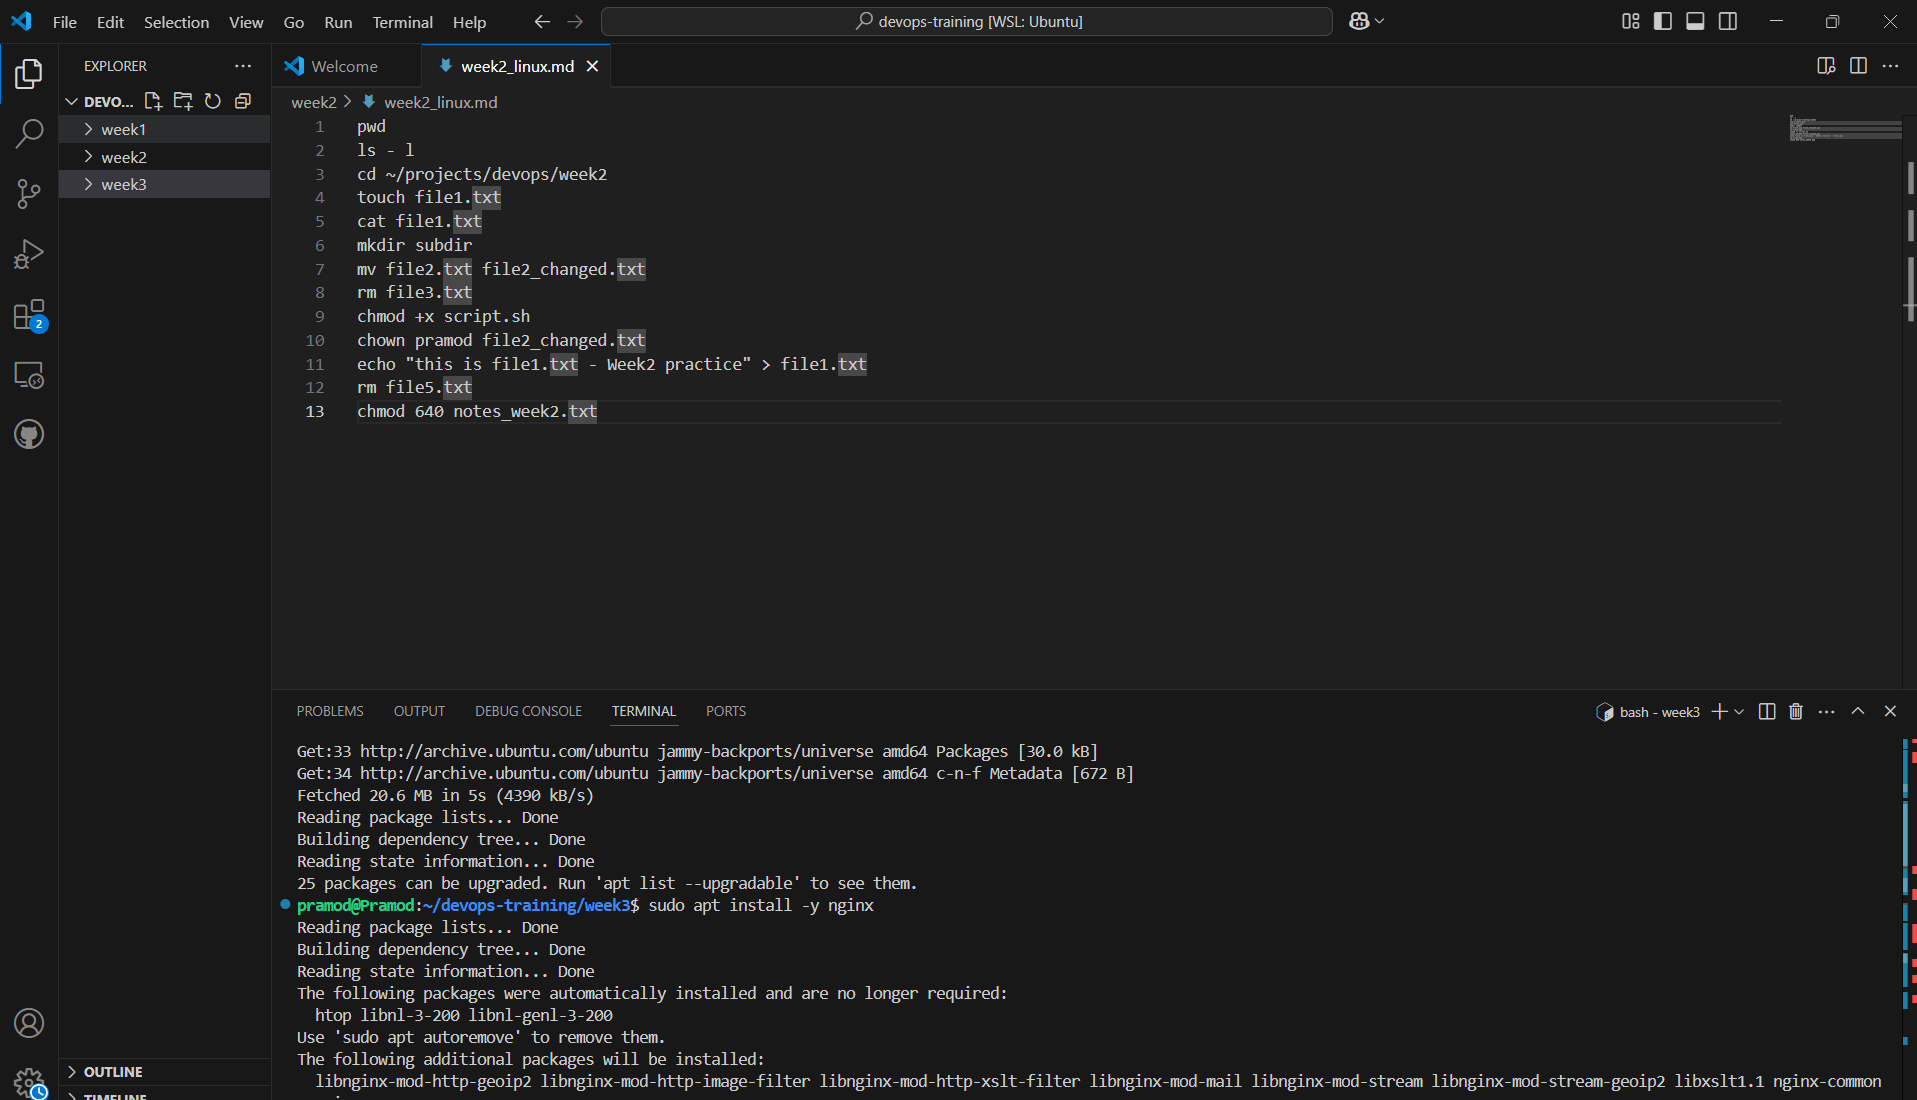 File Edit Selection View Go Run Terminal Help
devops-training [WSL: Ubuntu]
EXPLORER
Welcome
week2_linux.md
DEVO...
week1
week2
week3
week2 > week2_linux.md
1 pwd
2 ls - l
3 cd ~/projects/devops/week2
4 touch file1.txt
5 cat file1.txt
6 mkdir subdir
7 mv file2.txt file2_changed.txt
8 rm file3.txt
9 chmod +x script.sh
10 chown pramod file2_changed.txt
11 echo "this is file1.txt - Week2 practice" > file1.txt
12 rm file5.txt
13 chmod 640 notes_week2.txt
2
PROBLEMS OUTPUT DEBUG CONSOLE TERMINAL PORTS
bash - week3
Get:33 http://archive.ubuntu.com/ubuntu jammy-backports/universe amd64 Packages [30.0 kB]
Get:34 http://archive.ubuntu.com/ubuntu jammy-backports/universe amd64 c-n-f Metadata [672 B]
Fetched 20.6 MB in 5s (4390 kB/s)
Reading package lists... Done
Building dependency tree... Done
Reading state information... Done
25 packages can be upgraded. Run 'apt list --upgradable' to see them.
pramod@Pramod:~/devops-training/week3$ sudo apt install -y nginx
Reading package lists... Done
Building dependency tree... Done
Reading state information... Done
The following packages were automatically installed and are no longer required:
htop libnl-3-200 libnl-genl-3-200
Use 'sudo apt autoremove' to remove them.
The following additional packages will be installed:
libnginx-mod-http-geoip2 libnginx-mod-http-image-filter libnginx-mod-http-xslt-filter libnginx-mod-mail libnginx-mod-stream libnginx-mod-stream-geoip2 libxslt1.1 nginx-common
OUTLINE
TIMELINE